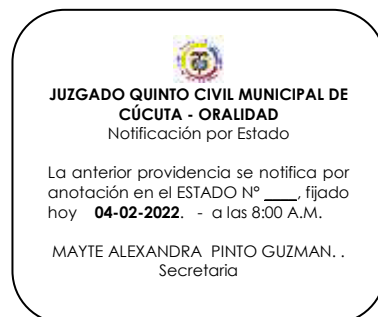 JUZGADO QUINTO CIVIL MUNICIPAL DE
CÚCUTA - ORALIDAD
Notificación por Estado
La anterior providencia se notifica por
anotación en el ESTADO N° ____, fijado
hoy 04-02-2022. - a las 8:00 A.M.
MAYTE ALEXANDRA PINTO GUZMAN. .
Secretaria